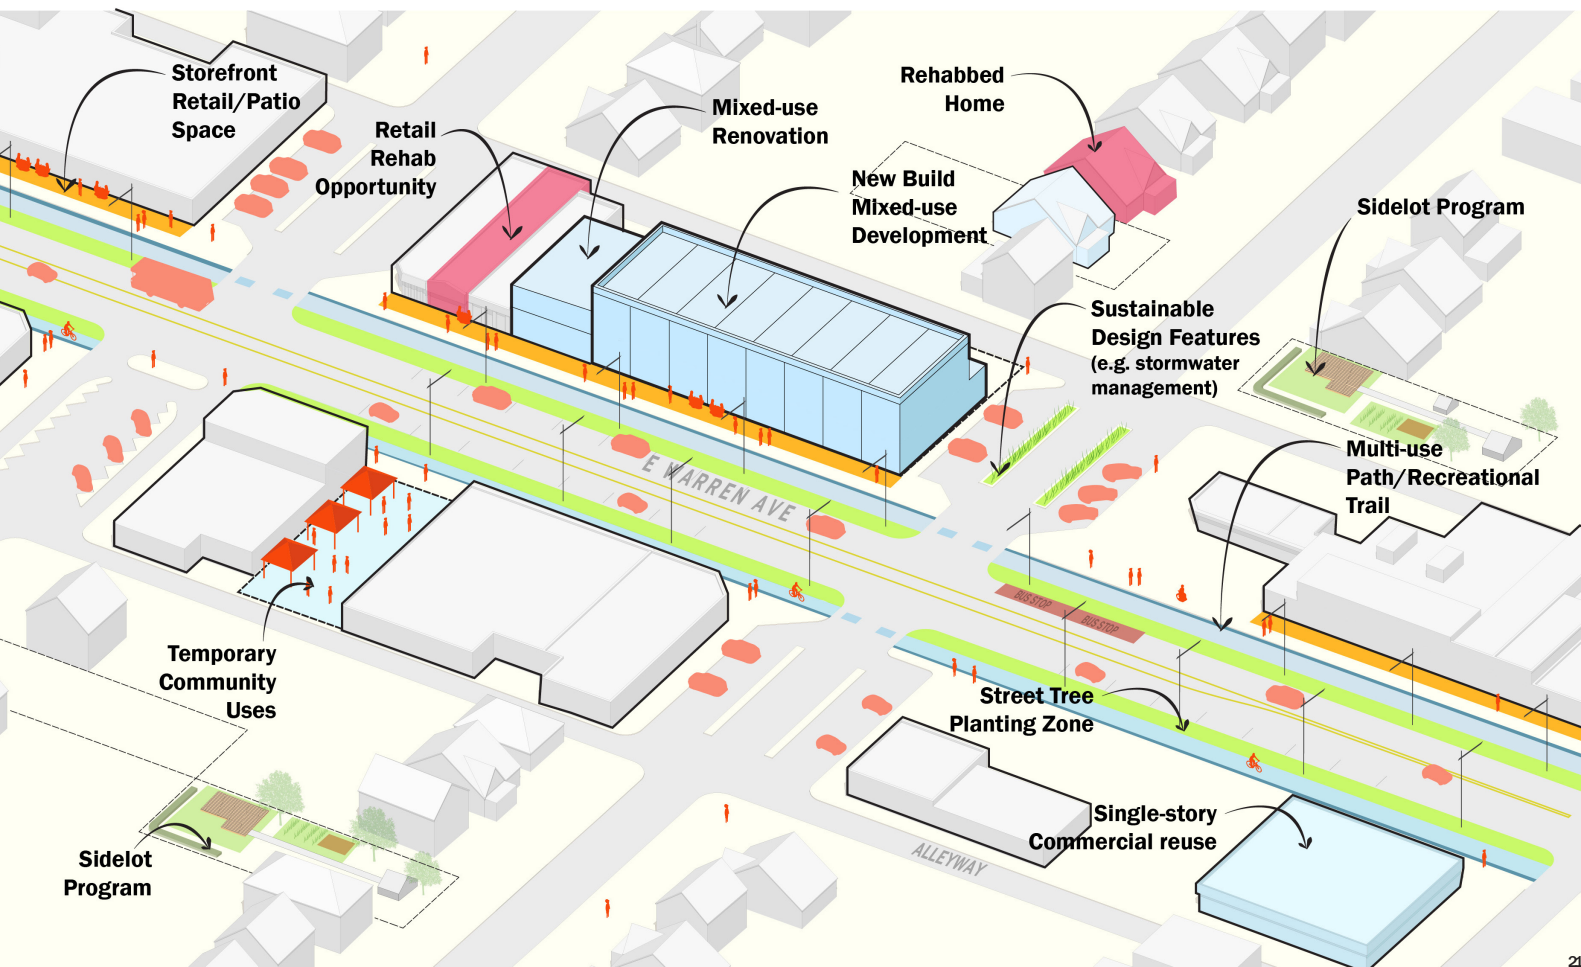 Storefront
Retail/Patio
Space
Retail
Rehab
Opportunity
Mixed-use
Renovation
New Build
Mixed-use
Development
Rehabbed
Home
Sidelot Program
Sustainable
Design Features
(e.g. stormwater
management)
Multi-use
Path/Recreational
Trail
E WARREN AVE
BUS STOP
BUS STOP
Temporary
Community
Uses
Street Tree
Planting Zone
Single-story
Commercial reuse
ALLEYWAY
Sidelot
Program
21